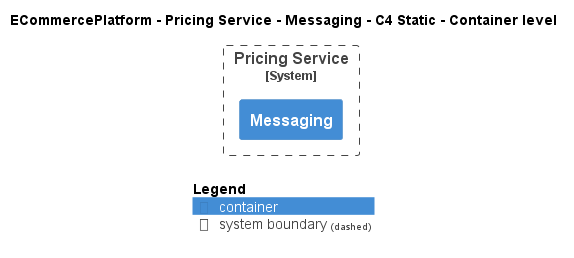 ECommercePlatform - Pricing Service - Messaging - C4 Static - Container level
Pricing Service
[System]
Messaging
Legend
container
system boundary (dashed)